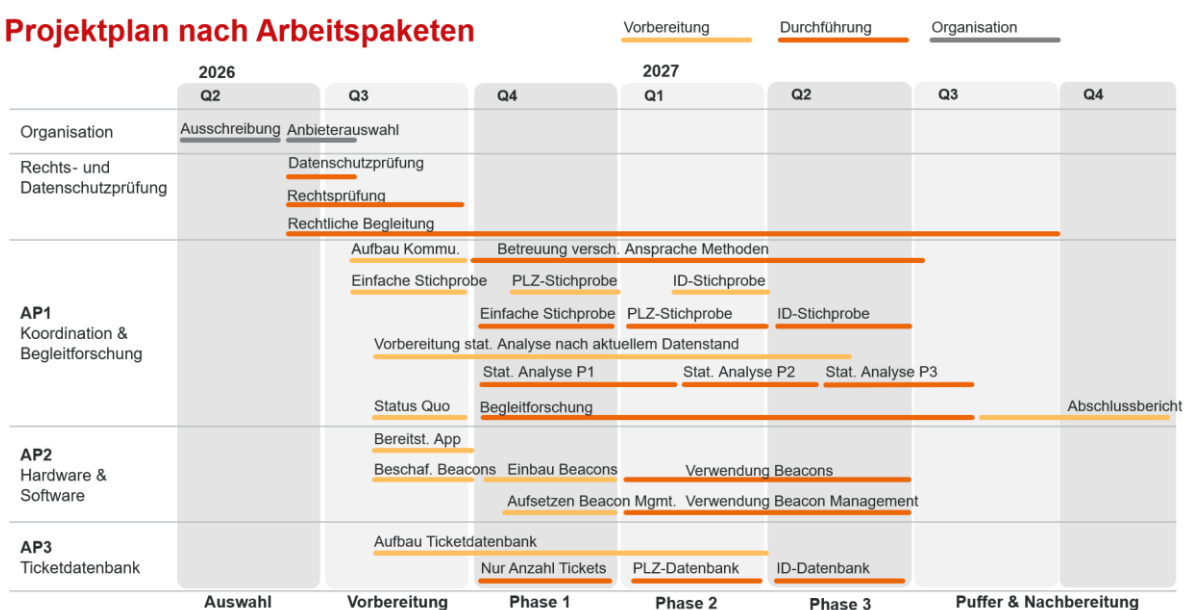 Projektplan nach Arbeitspaketen
Vorbereitung
Durchführung
Organisation
2026
2027
Q2
Q3
Q4
Q1
Q2
Q3
Q4
Organisation
Ausschreibung
Anbieterauswahl
Rechts- und
Datenschutzprüfung
Datenschutzprüfung
Rechtsprüfung
Rechtliche Begleitung
AP1
Koordination &
Begleitforschung
Aufbau Kommu.
Betreuung versch. Ansprache Methoden
Einfache Stichprobe
PLZ-Stichprobe
ID-Stichprobe
Einfache Stichprobe
PLZ-Stichprobe
ID-Stichprobe
Vorbereitung stat. Analyse nach aktuellem Datenstand
Stat. Analyse P1
Stat. Analyse P2
Stat. Analyse P3
Status Quo
Begleitforschung
Abschlussbericht
AP2
Hardware &
Software
Bereitst. App
Beschaf. Beacons
Einbau Beacons
Verwendung Beacons
Aufsetzen Beacon Mgmt.
Verwendung Beacon Management
AP3
Ticketdatenbank
Aufbau Ticketdatenbank
Nur Anzahl Tickets
PLZ-Datenbank
ID-Datenbank
Auswahl
Vorbereitung
Phase 1
Phase 2
Phase 3
Puffer & Nachbereitung